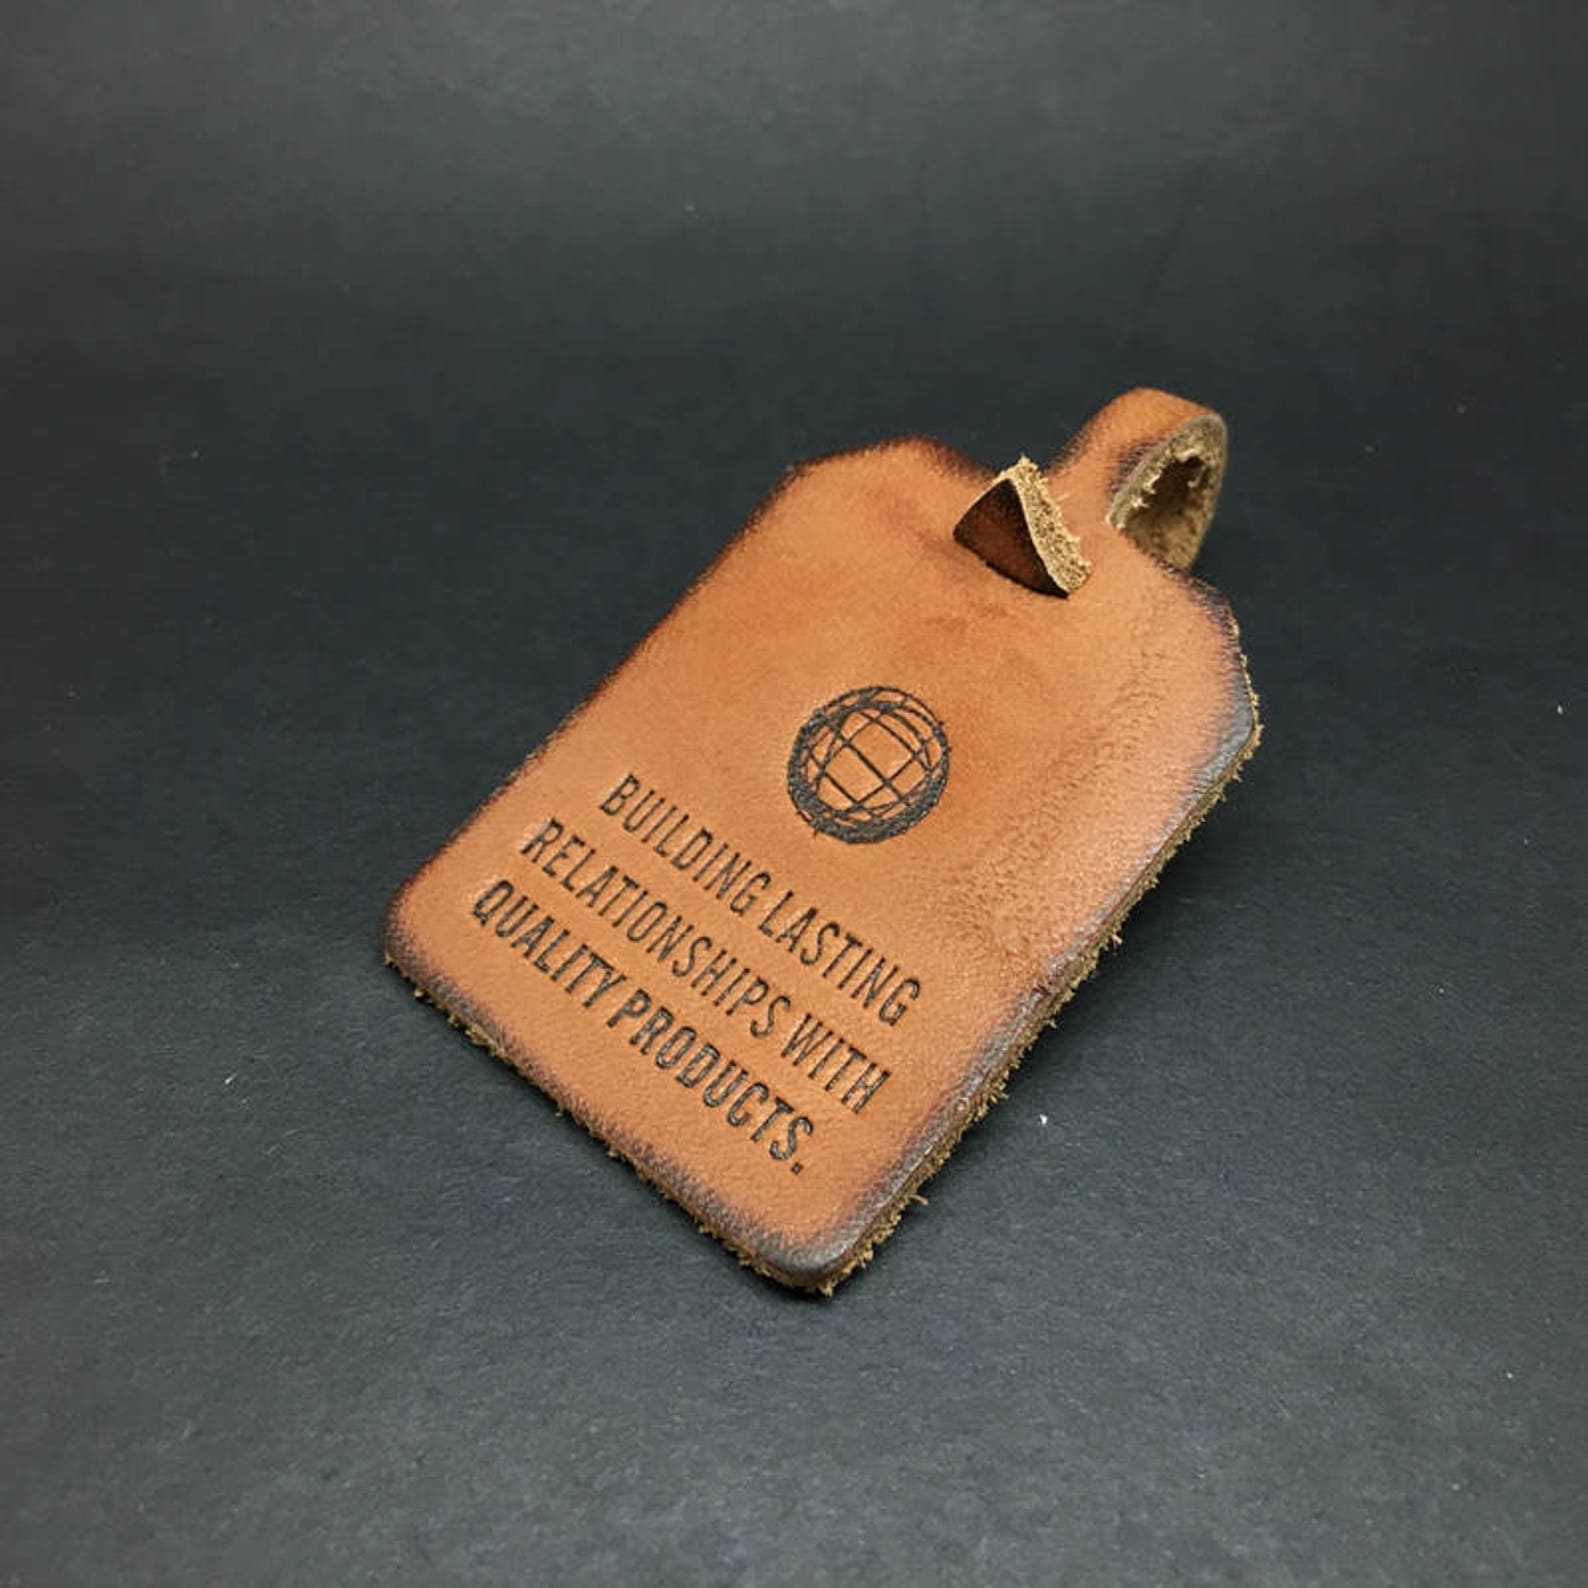 BUILDING LASTING
RELATIONSHIPS WITH
QUALITY PRODUCTS.